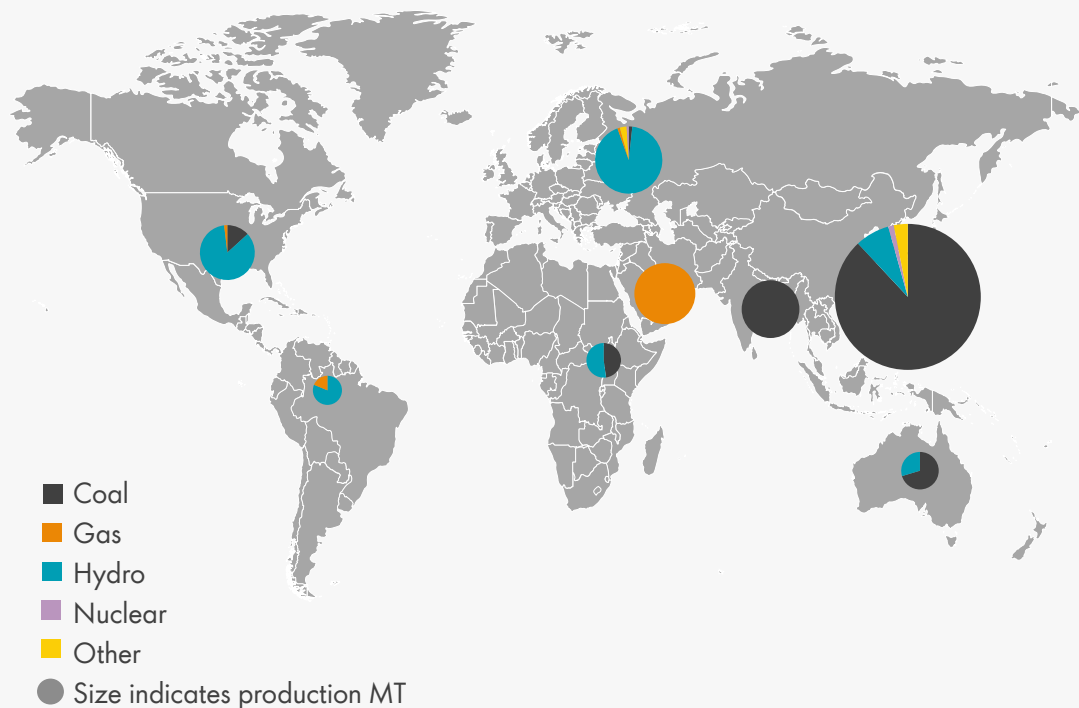 Coal
Gas
Hydro
Nuclear
Other
Size indicates production MT